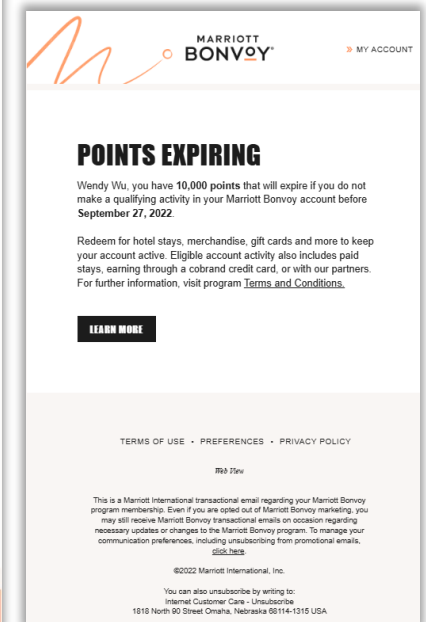 MARRIOTT
BONVOY®
» MY ACCOUNT
POINTS EXPIRING
Wendy Wu, you have 10,000 points that will expire if you do not
make a qualifying activity in your Marriott Bonvoy account before
September 27, 2022.
Redeem for hotel stays, merchandise, gift cards and more to keep
your account active. Eligible account activity also includes paid
stays, earning through a cobrand credit card, or with our partners.
For further information, visit program Terms and Conditions.
LEARN MORE
TERMS OF USE • PREFERENCES • PRIVACY POLICY
Web View
This is a Marriott International transactional email regarding your Marriott Bonvoy
program membership. Even if you are opted out of Marriott Bonvoy marketing, you
may still receive Marriott Bonvoy transactional emails on occasion regarding
necessary updates or changes to the Marriott Bonvoy program. To manage your
communication preferences, including unsubscribing from promotional emails,
click here.
©2022 Marriott International, Inc.
You can also unsubscribe by writing to:
Internet Customer Care - Unsubscribe
1818 North 90 Street Omaha, Nebraska 68114-1315 USA